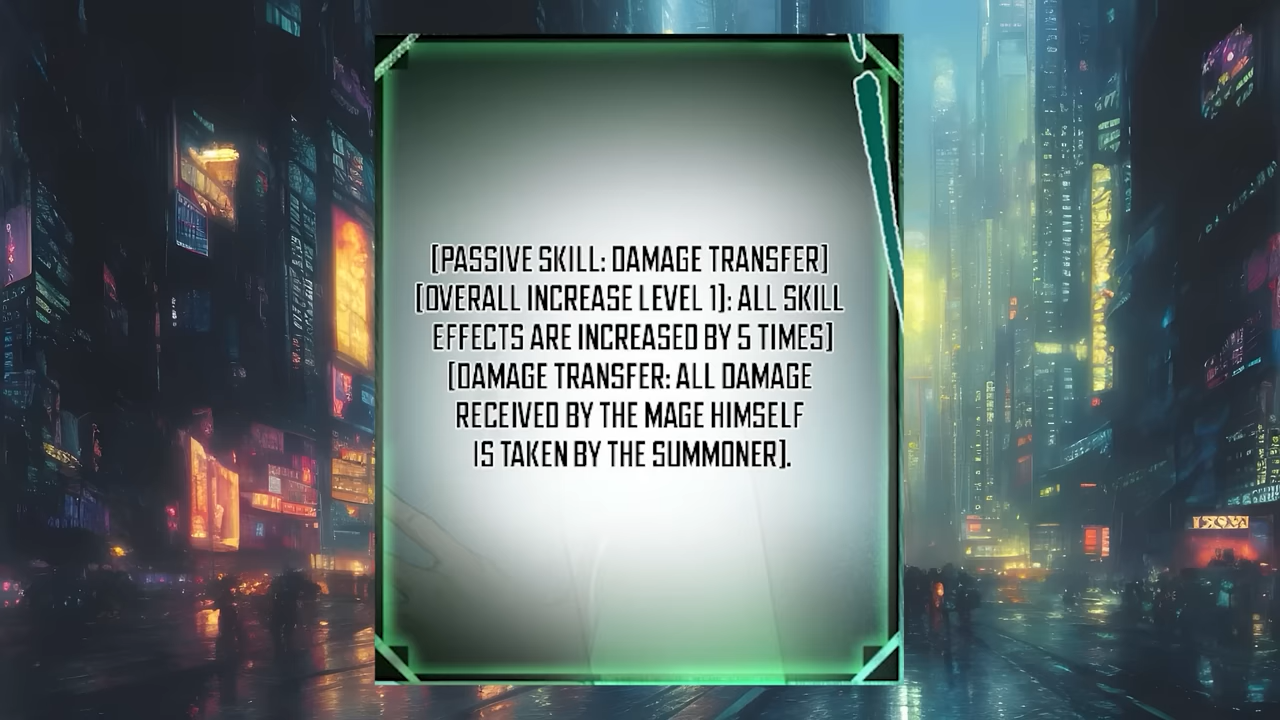 [PASSIVE SKILL: DAMAGE TRANSFER]
[OVERALL INCREASE LEVEL 1]: ALL SKILL
EFFECTS ARE INCREASED BY 5 TIMES]
[DAMAGE TRANSFER: ALL DAMAGE
RECEIVED BY THE MAGE HIMSELF
IS TAKEN BY THE SUMMONER].